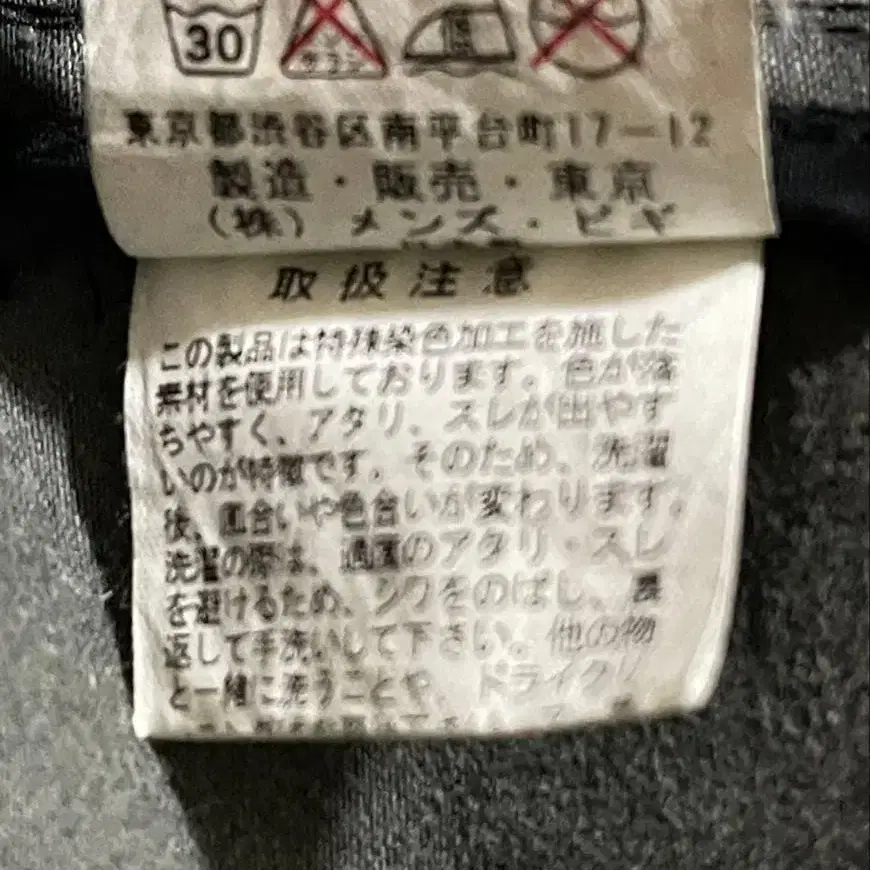 30
サラシ
低
東京都渋谷区南平台町17-12
製造・販売・東京
(株)メンズ・ビギ
取扱注意
この製品は特殊染色加工を施した
素材を使用しております。色が落
ちやすく、アタリ、スレが出やす
いのが特徴です。そのため、洗濯
後、風合いや色合いが変わります。
洗濯の際は、過度のアタリ・スレ
を避けるため、シワをのばし、裏
返して手洗いして下さい。他の物
と一緒に洗うことや、ドライクリ